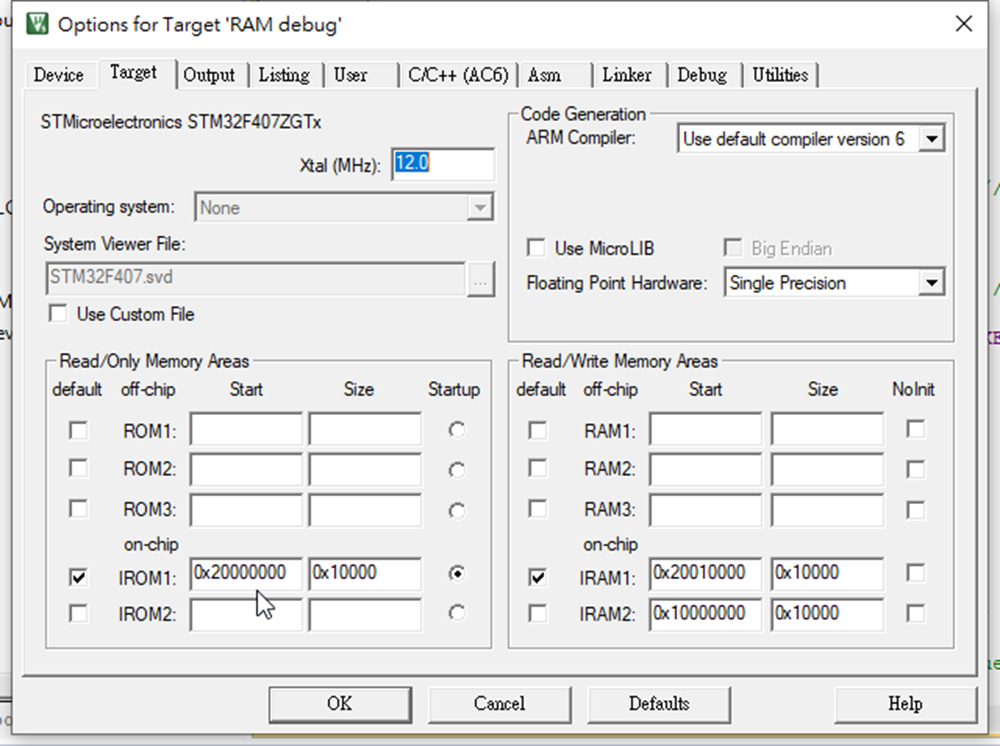 Options for Target 'RAM debug'
Device Target Output Listing User C/C++ (AC6) Asm Linker Debug Utilities
STMicroelectronics STM32F407ZGTx
Xtal (MHz): 12.0
Operating system: None
System Viewer File:
STM32F407.svd ...
Use Custom File
Code Generation
ARM Compiler: Use default compiler version 6
Use MicroLIB Big Endian
Floating Point Hardware: Single Precision
Read/Only Memory Areas
default off-chip Start Size Startup
ROM1:
ROM2:
ROM3:
on-chip
IROM1: 0x20000000 0x10000
IROM2:
Read/Write Memory Areas
default off-chip Start Size NoInit
RAM1:
RAM2:
RAM3:
on-chip
IRAM1: 0x20010000 0x10000
IRAM2: 0x10000000 0x10000
OK Cancel Defaults Help